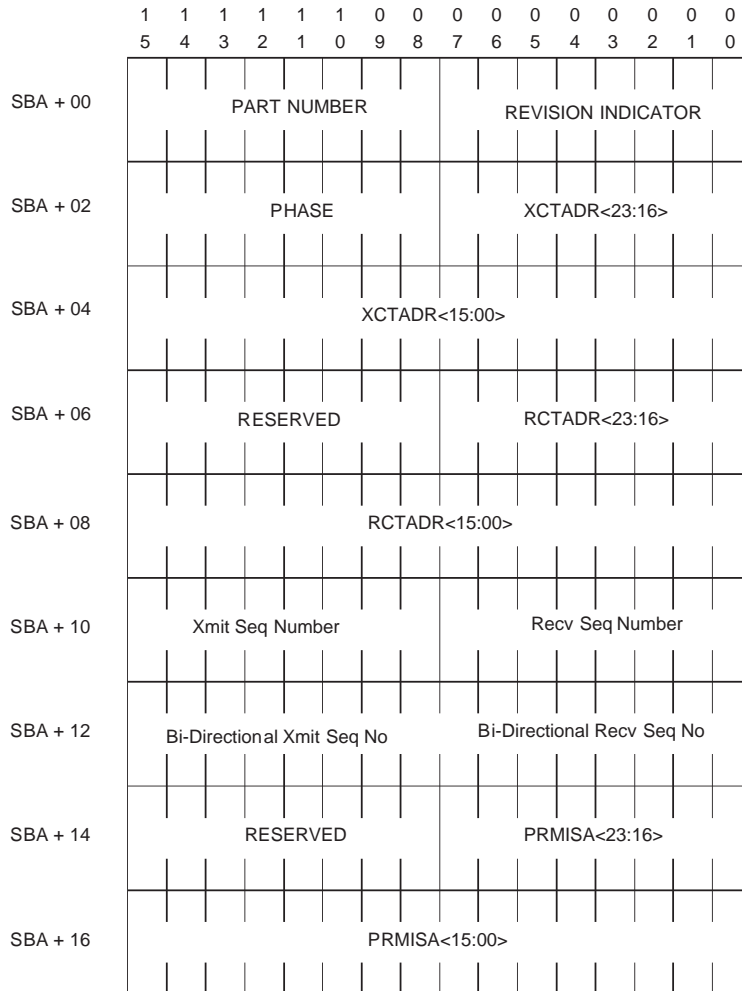 1 1 1 1 1 1 0 0 0 0 0 0 0 0 0 0
5 4 3 2 1 0 9 8 7 6 5 4 3 2 1 0
SBA + 00 PART NUMBER REVISION INDICATOR
SBA + 02 PHASE XCTADR<23:16>
SBA + 04 XCTADR<15:00>
SBA + 06 RESERVED RCTADR<23:16>
SBA + 08 RCTADR<15:00>
SBA + 10 Xmit Seq Number Recv Seq Number
SBA + 12 Bi-Directional Xmit Seq No Bi-Directional Recv Seq No
SBA + 14 RESERVED PRMISA<23:16>
SBA + 16 PRMISA<15:00>